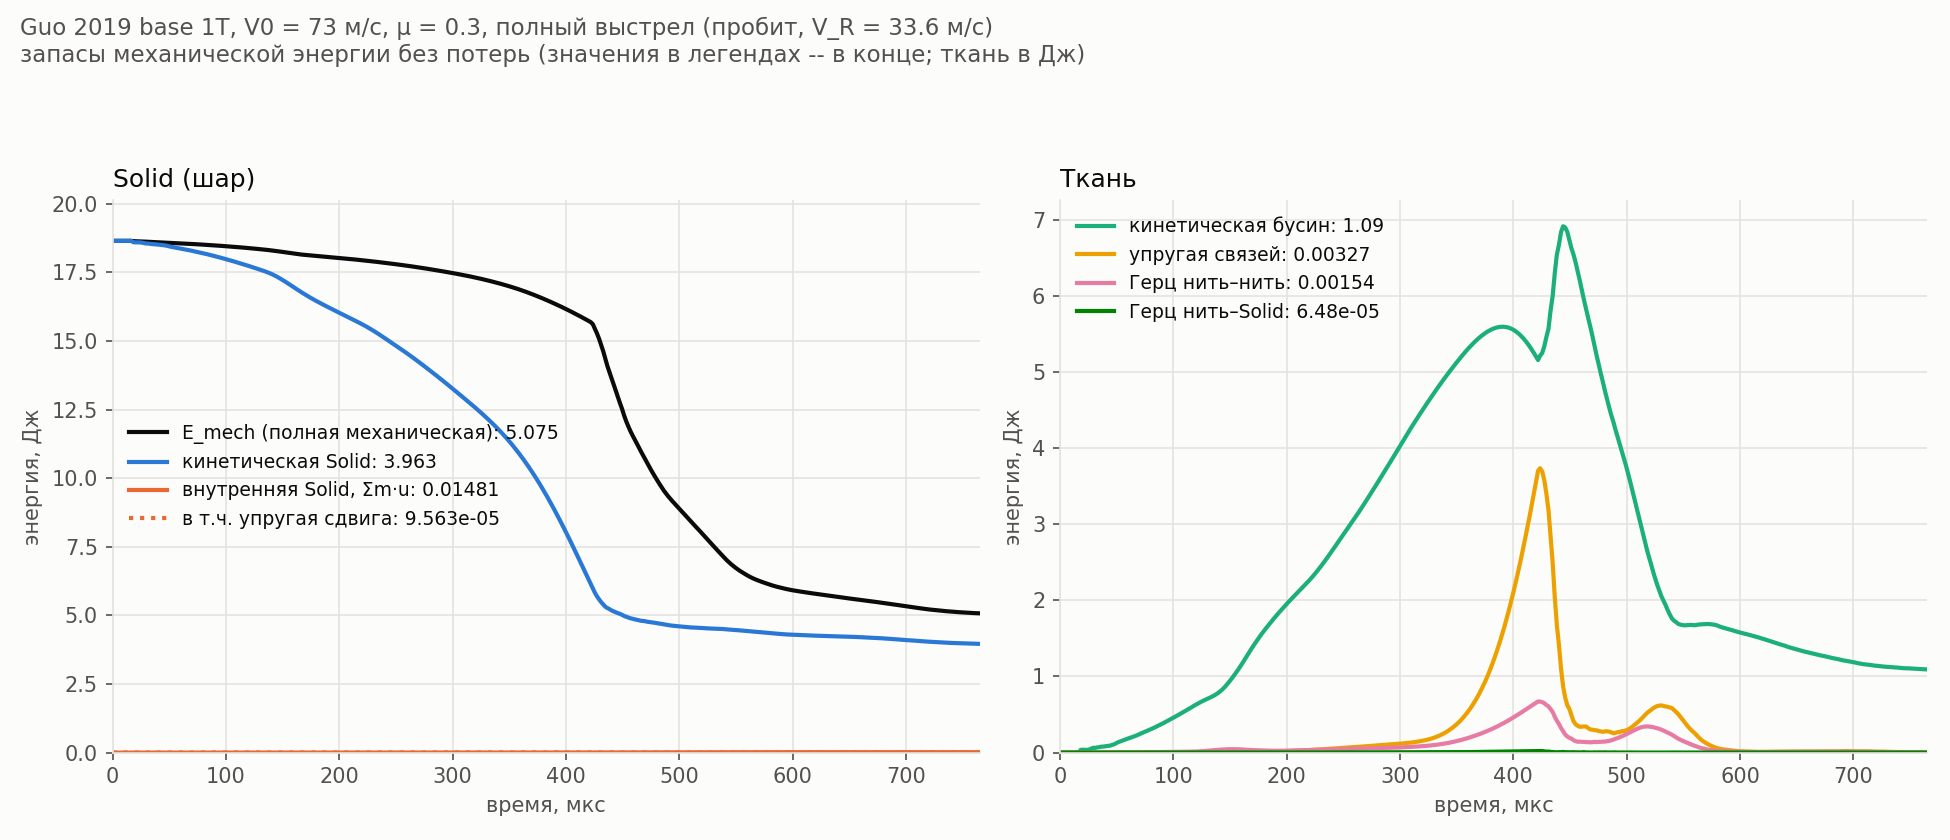 Guo 2019 base 1T, V0 = 73 м/с, μ = 0.3, полный выстрел (пробит, V_R = 33.6 м/с)
запасы механической энергии без потерь (значения в легендах -- в конце; ткань в Дж)
Solid (шар)
20.0
17.5
15.0
12.5
10.0
7.5
5.0
2.5
0.0
энергия, Дж
E_mech (полная механическая): 5.075
кинетическая Solid: 3.963
внутренняя Solid, Σm·u: 0.01481
в т.ч. упругая сдвига: 9.563e-05
0 100 200 300 400 500 600 700
время, мкс
Ткань
7
6
5
4
3
2
1
0
энергия, Дж
кинетическая бусин: 1.09
упругая связей: 0.00327
Герц нить–нить: 0.00154
Герц нить–Solid: 6.48e-05
0 100 200 300 400 500 600 700
время, мкс